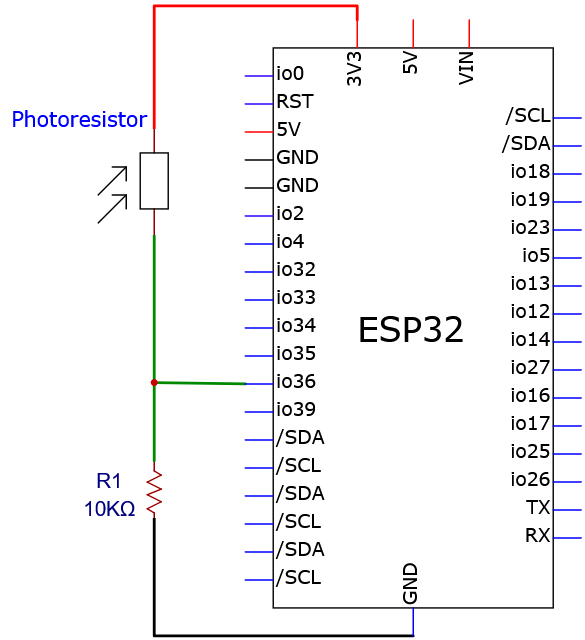 3V3
5V
VIN
Photoresistor
io0
RST
5V
GND
GND
io2
io4
io32
io33
io34
io35
io36
io39
/SDA
/SCL
/SDA
/SCL
/SDA
/SCL
ESP32
/SCL
/SDA
io18
io19
io23
io5
io13
io12
io14
io27
io16
io17
io25
io26
TX
RX
R1
10KΩ
GND